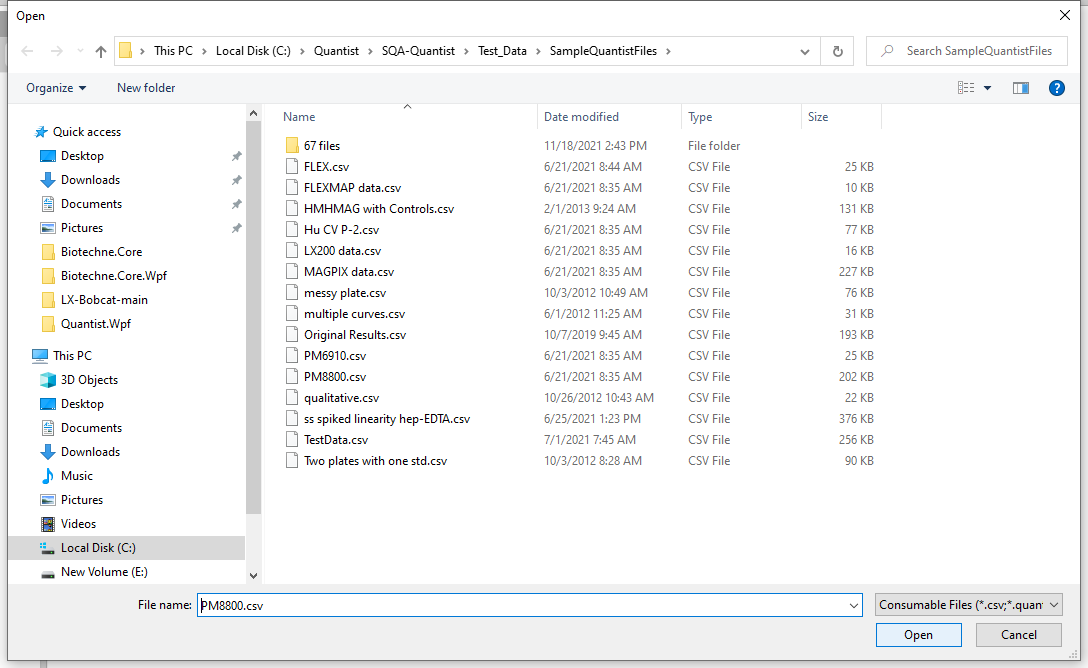 Open
This PC > Local Disk (C:) > Quantist > SQA-Quantist > Test_Data > SampleQuantistFiles >
Search SampleQuantistFiles
Organize
New folder
Quick access
Desktop
Downloads
Documents
Pictures
Biotechne.Core
Biotechne.Core.Wpf
LX-Bobcat-main
Quantist.Wpf
This PC
3D Objects
Desktop
Documents
Downloads
Music
Pictures
Videos
Local Disk (C:)
New Volume (E:)
Name Date modified Type Size
67 files 11/18/2021 2:43 PM File folder
FLEX.csv 6/21/2021 8:44 AM CSV File 25 KB
FLEXMAP data.csv 6/21/2021 8:35 AM CSV File 10 KB
HMHMAG with Controls.csv 2/1/2013 9:24 AM CSV File 131 KB
Hu CV P-2.csv 6/21/2021 8:35 AM CSV File 77 KB
LX200 data.csv 6/21/2021 8:35 AM CSV File 16 KB
MAGPIX data.csv 6/21/2021 8:35 AM CSV File 227 KB
messy plate.csv 10/3/2012 10:49 AM CSV File 76 KB
multiple curves.csv 6/1/2012 11:25 AM CSV File 31 KB
Original Results.csv 10/7/2019 9:45 AM CSV File 193 KB
PM6910.csv 6/21/2021 8:35 AM CSV File 25 KB
PM8800.csv 6/21/2021 8:35 AM CSV File 202 KB
qualitative.csv 10/26/2012 10:43 AM CSV File 22 KB
ss spiked linearity hep-EDTA.csv 6/25/2021 1:23 PM CSV File 376 KB
TestData.csv 7/1/2021 7:45 AM CSV File 256 KB
Two plates with one std.csv 10/3/2012 8:28 AM CSV File 90 KB
File name: PM8800.csv
Consumable Files (*.csv;*.quan
Open
Cancel